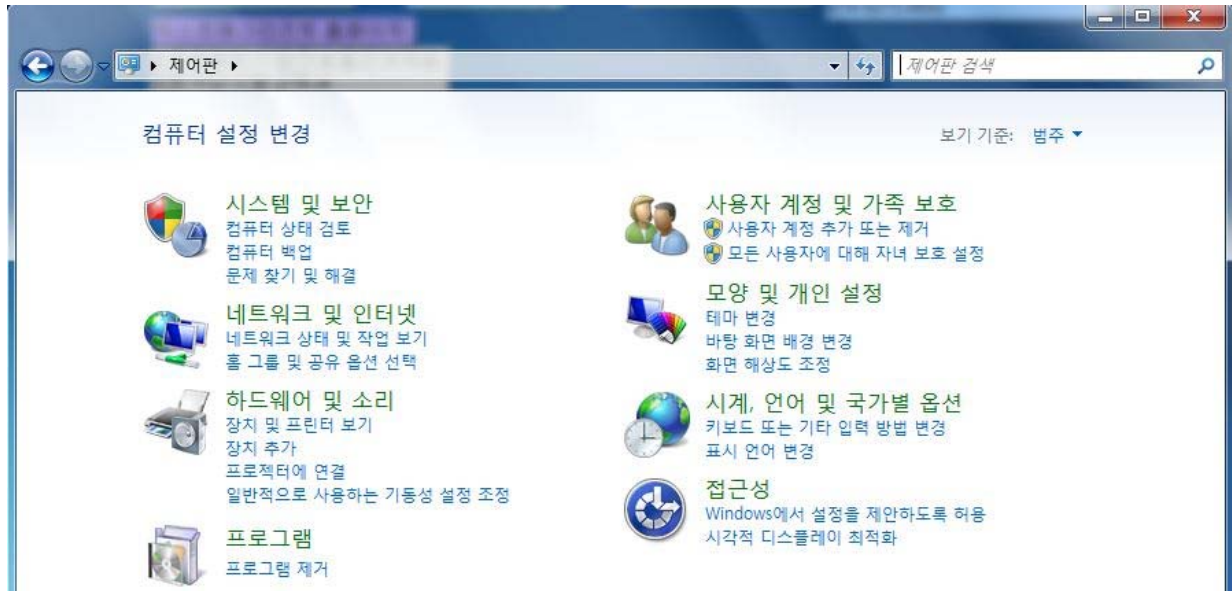 제어판
제어판 검색
컴퓨터 설정 변경
보기 기준: 범주
시스템 및 보안
컴퓨터 상태 검토
컴퓨터 백업
문제 찾기 및 해결
네트워크 및 인터넷
네트워크 상태 및 작업 보기
홈 그룹 및 공유 옵션 선택
하드웨어 및 소리
장치 및 프린터 보기
장치 추가
프로젝터에 연결
일반적으로 사용하는 기동성 설정 조정
프로그램
프로그램 제거
사용자 계정 및 가족 보호
사용자 계정 추가 또는 제거
모든 사용자에 대해 자녀 보호 설정
모양 및 개인 설정
테마 변경
바탕 화면 배경 변경
화면 해상도 조정
시계, 언어 및 국가별 옵션
키보드 또는 기타 입력 방법 변경
표시 언어 변경
접근성
Windows에서 설정을 제안하도록 허용
시각적 디스플레이 최적화